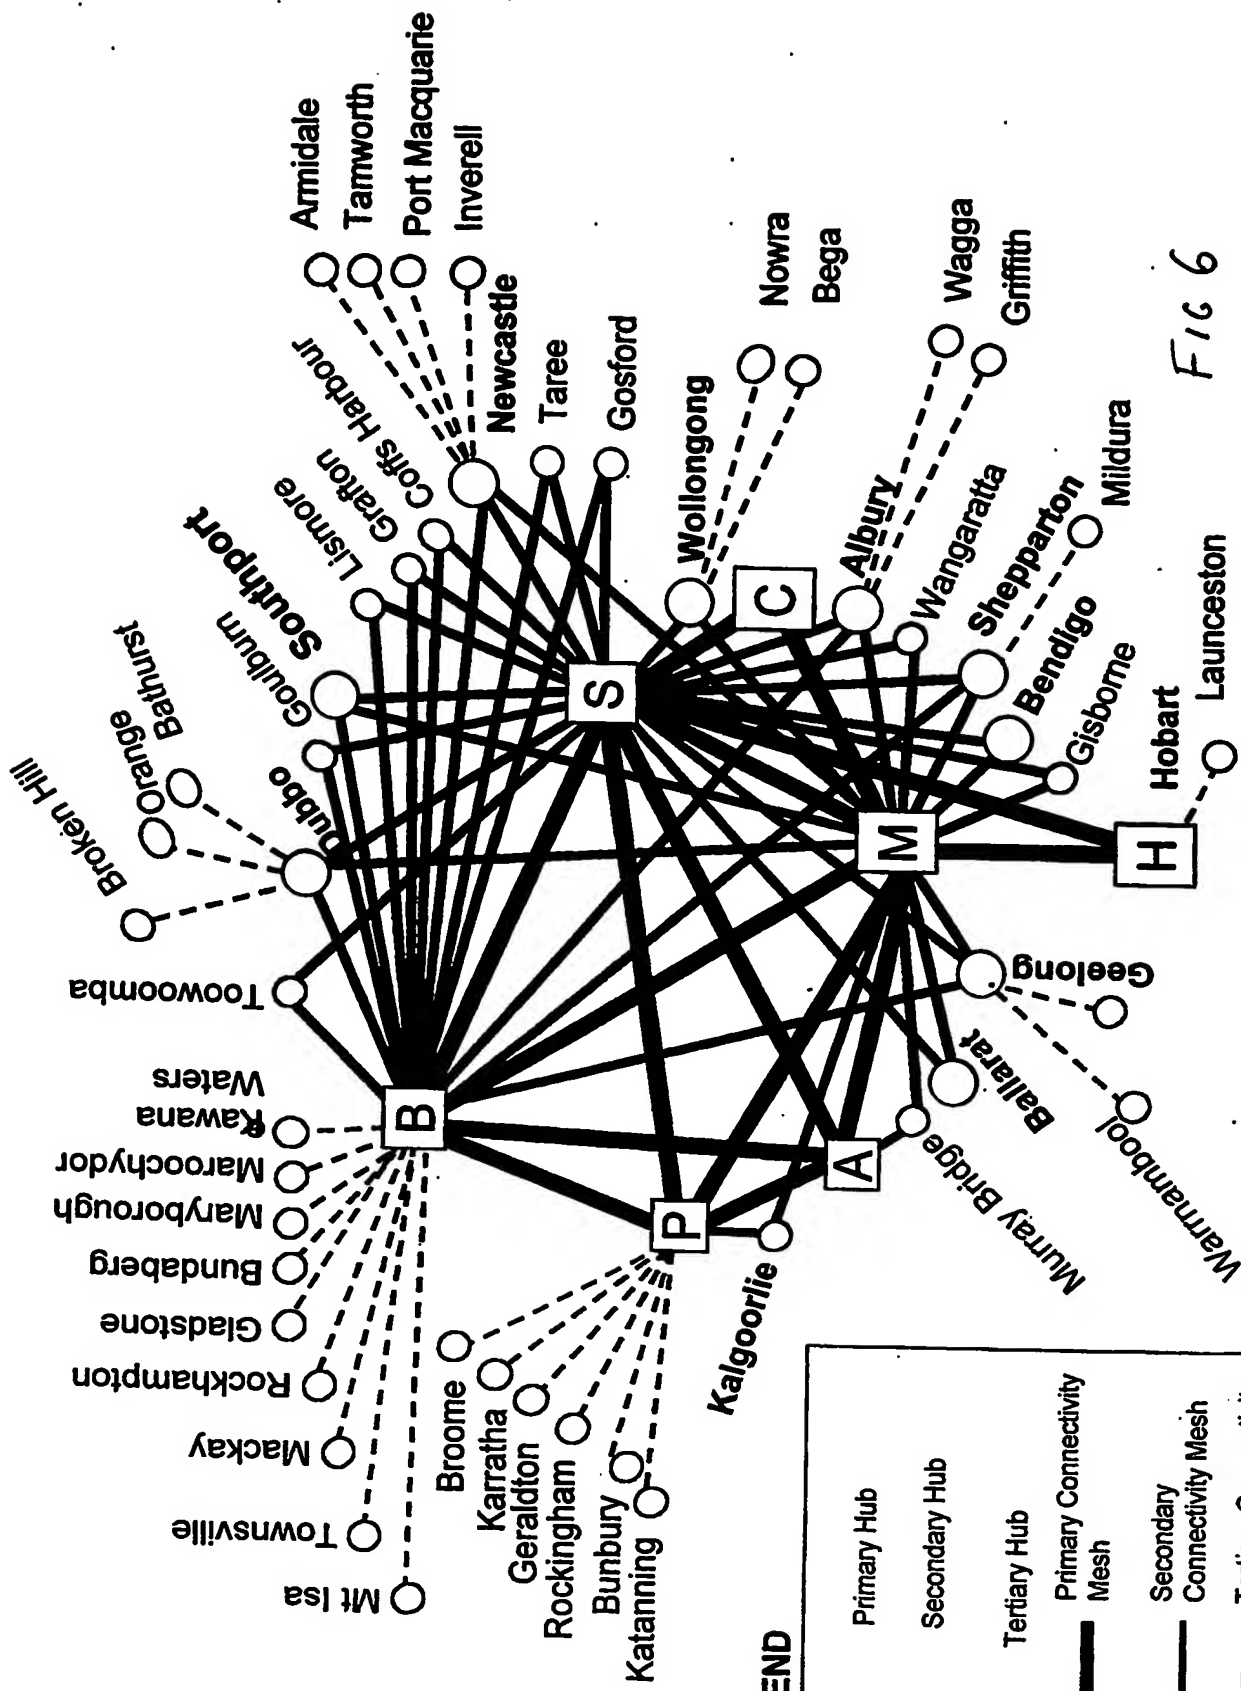 Armidale
Tamworth
Port Macquarie
Inverell
Newcastle
Coffs Harbour
Grafton
Lismore
Southport
Goulburn
Bathurst
Orange
Dubbo
Broken Hill
Toowoomba
Taree
Gosford
Wollongong
Nowra
Bega
Wagga
Griffith
Albury
Wangaratta
Shepparton
Mildura
Bendigo
Gisborne
Hobart
Launceston
Geelong
Ballarat
Warrnambool
Murray Bridge
Kalgoorlie
Kawana
Waters
Maroochydor
Maryborough
Bundaberg
Gladstone
Rockhampton
Mackay
Townsville
Mt Isa
Broome
Karratha
Geraldton
Rockingham
Bunbury
Katanning
B
S
C
M
H
A
P
FIG 6
END
Primary Hub
Secondary Hub
Tertiary Hub
Primary Connectivity
Mesh
Secondary
Connectivity Mesh